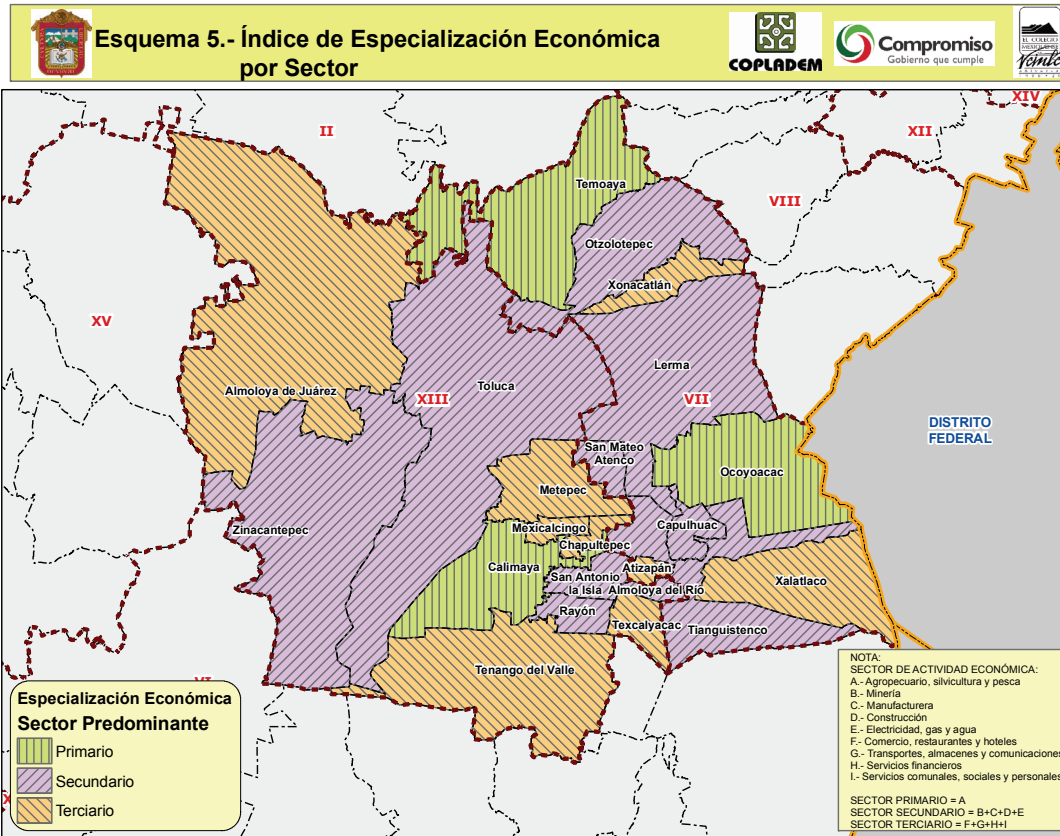 Esquema 5.- Índice de Especialización Económica
por Sector
COPLADEM
Compromiso
Gobierno que cumple
EL COLEGIO
MEXIQUENSE
XIV
II
XII
Temoaya
VIII
Otzolotepec
Xonacatlán
XV
Lerma
Toluca
Almoloya de Juárez
XIII
VII
DISTRITO
FEDERAL
San Mateo
Atenco
Ocoyoacac
Metepec
Zinacantepec
Mexicalcingo
Capulhuac
Chapultepec
Calimaya
Atizapán
San Antonio
la Isla
Xalatlaco
Almoloya del Río
Rayón
Texcalyacac
Tianguistenco
Tenango del Valle
VI
Especialización Económica
Sector Predominante
Primario
Secundario
Terciario
NOTA:
SECTOR DE ACTIVIDAD ECONÓMICA:
A.- Agropecuario, silvicultura y pesca
B.- Minería
C.- Manufacturera
D.- Construcción
E.- Electricidad, gas y agua
F.- Comercio, restaurantes y hoteles
G.- Transportes, almacenes y comunicaciones
H.- Servicios financieros
I.- Servicios comunales, sociales y personales
SECTOR PRIMARIO = A
SECTOR SECUNDARIO = B+C+D+E
SECTOR TERCIARIO = F+G+H+I